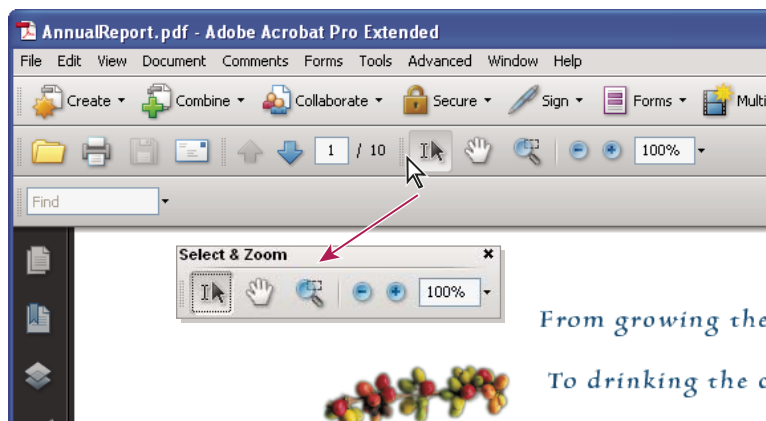 AnnualReport.pdf - Adobe Acrobat Pro Extended
File Edit View Document Comments Forms Tools Advanced Window Help
Create Combine Collaborate Secure Sign Forms Multi
1 / 10 100%
Find
Select & Zoom
100%
From growing the
To drinking the c